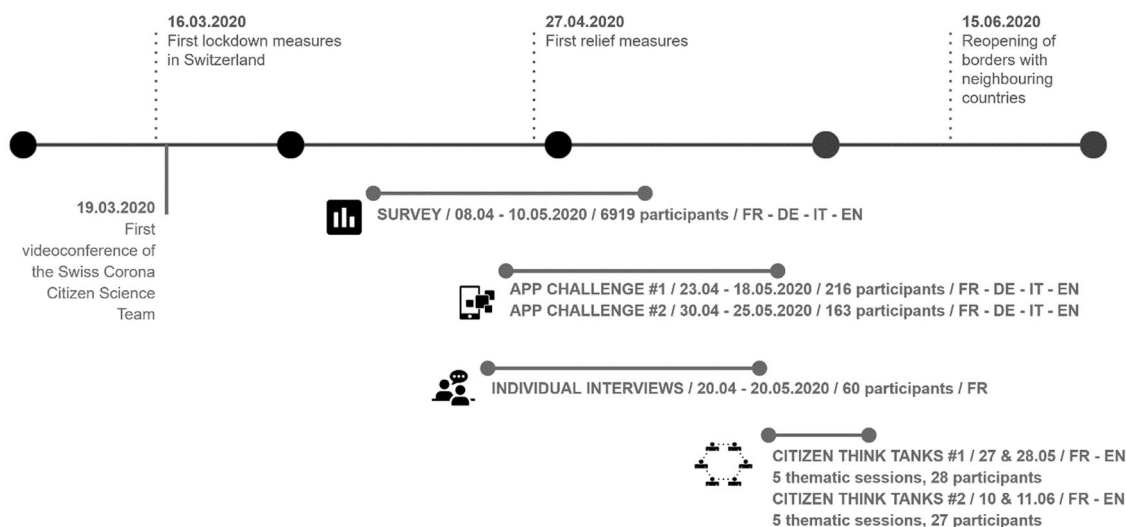 16.03.2020
First lockdown measures
in Switzerland
27.04.2020
First relief measures
15.06.2020
Reopening of
borders with
neighbouring
countries
19.03.2020
First
videoconference of
the Swiss Corona
Citizen Science
Team
SURVEY / 08.04 - 10.05.2020 / 6919 participants / FR - DE - IT - EN
APP CHALLENGE #1 / 23.04 - 18.05.2020 / 216 participants / FR - DE - IT - EN
APP CHALLENGE #2 / 30.04 - 25.05.2020 / 163 participants / FR - DE - IT - EN
INDIVIDUAL INTERVIEWS / 20.04 - 20.05.2020 / 60 participants / FR
CITIZEN THINK TANKS #1 / 27 & 28.05 / FR - EN
5 thematic sessions, 28 participants
CITIZEN THINK TANKS #2 / 10 & 11.06 / FR - EN
5 thematic sessions, 27 participants